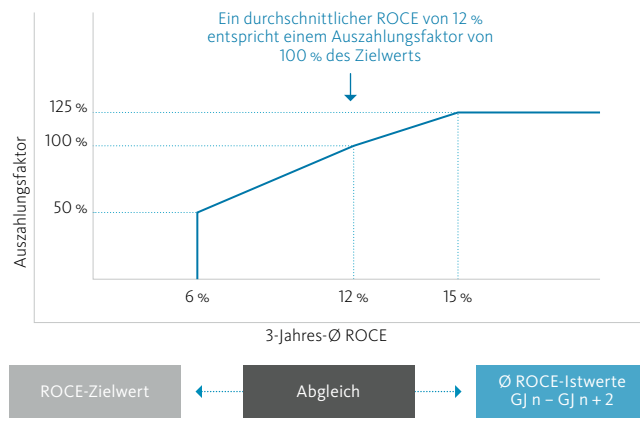 Ein durchschnittlicher ROCE von 12 %
entspricht einem Auszahlungsfaktor von
100 % des Zielwerts
125 %
100 %
50 %
Auszahlungsfaktor
6 %
12 %
15 %
3-Jahres-Ø ROCE
ROCE-Zielwert
Abgleich
Ø ROCE-Istwerte
GJ n – GJ n + 2